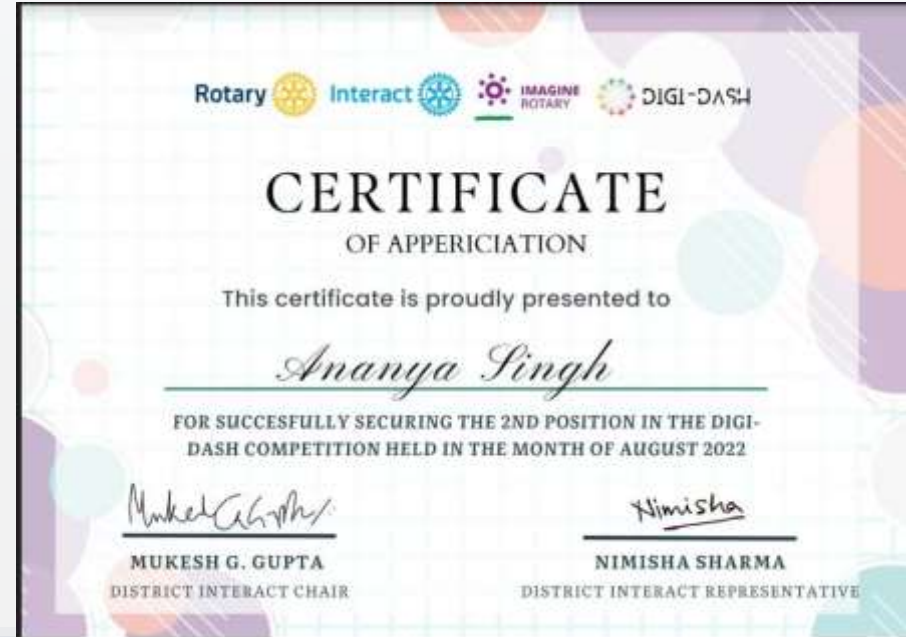 Rotary Interact IMAGINE ROTARY DIGI-DASH
CERTIFICATE
OF APPERICIATION
This certificate is proudly presented to
Ananya Singh
FOR SUCCESFULLY SECURING THE 2ND POSITION IN THE DIGI-
DASH COMPETITION HELD IN THE MONTH OF AUGUST 2022
Nimisha
MUKESH G. GUPTA
NIMISHA SHARMA
DISTRICT INTERACT CHAIR
DISTRICT INTERACT REPRESENTATIVE